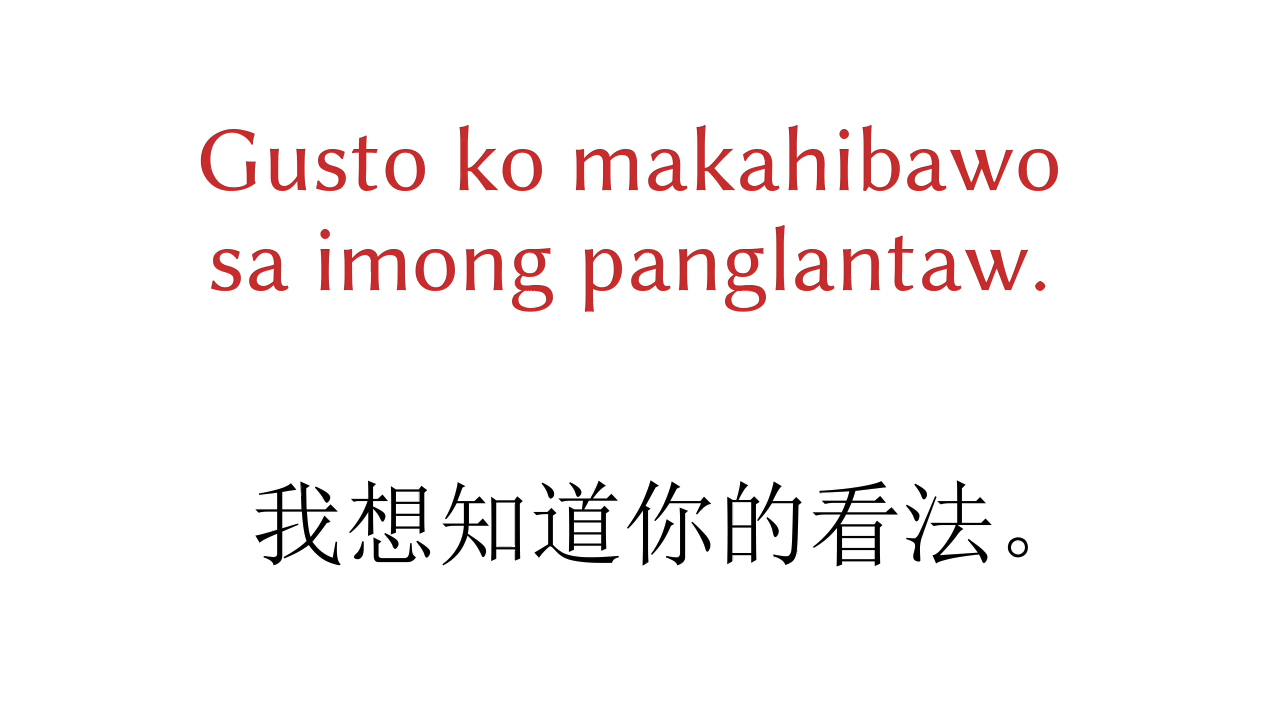 Gusto ko makahibawo
sa imong panglantaw.
我想知道你的看法。